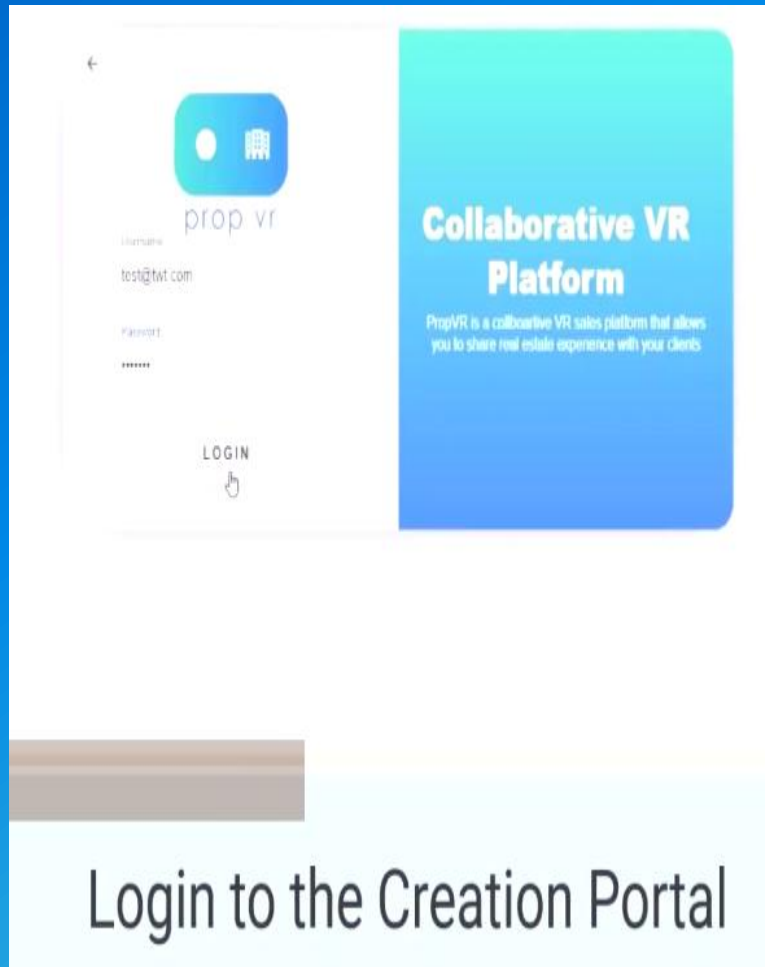 prop vr
Username
test@twt.com
Password
*******
LOGIN
Collaborative VR
Platform
PropVR is a collboartive VR sales platform that allows
you to share real estate experience with your clients
Login to the Creation Portal